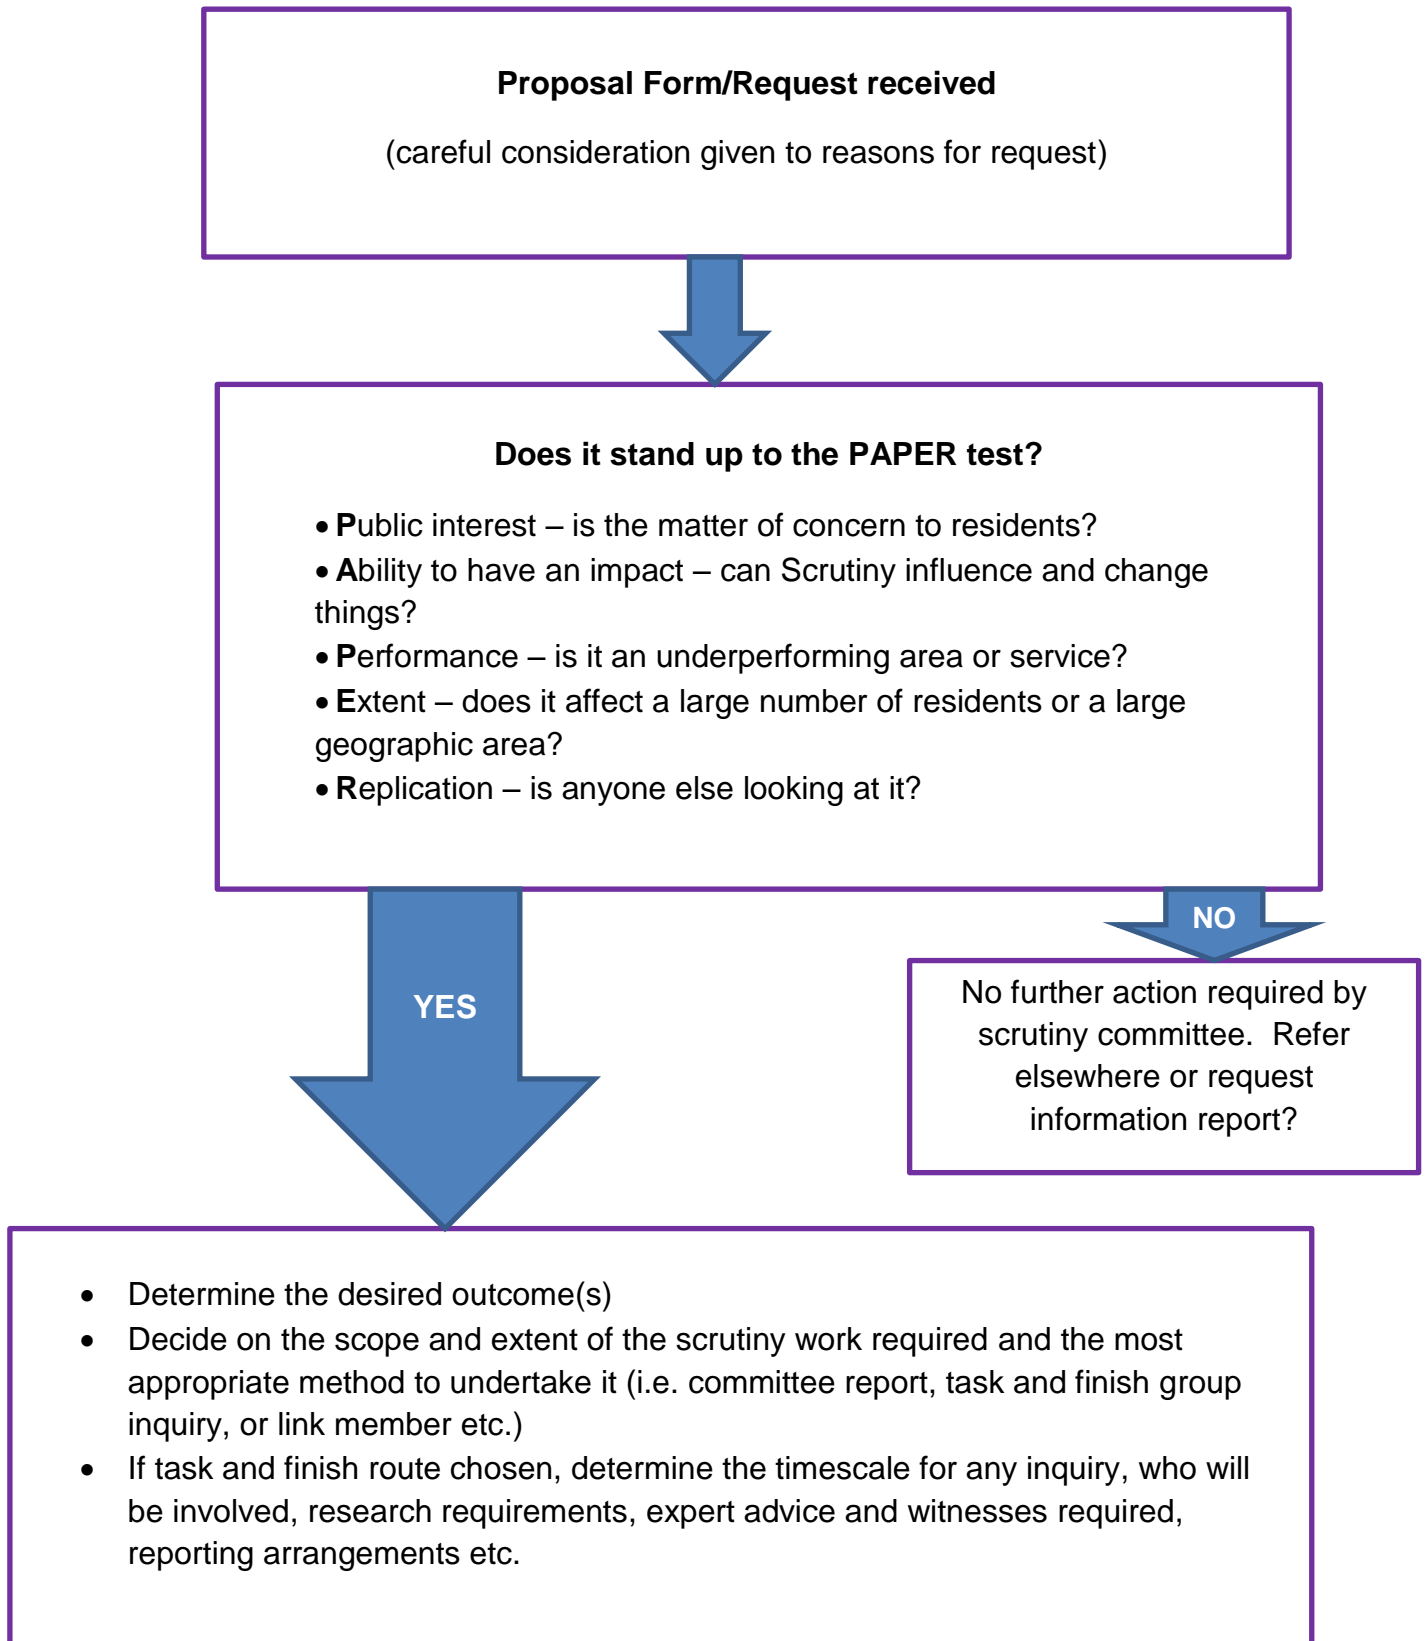 Proposal Form/Request received
(careful consideration given to reasons for request)
Does it stand up to the PAPER test?
• Public interest – is the matter of concern to residents?
• Ability to have an impact – can Scrutiny influence and change
things?
• Performance – is it an underperforming area or service?
• Extent – does it affect a large number of residents or a large
geographic area?
• Replication – is anyone else looking at it?
NO
YES
No further action required by
scrutiny committee.  Refer
elsewhere or request
information report?
• Determine the desired outcome(s)
• Decide on the scope and extent of the scrutiny work required and the most
appropriate method to undertake it (i.e. committee report, task and finish group
inquiry, or link member etc.)
• If task and finish route chosen, determine the timescale for any inquiry, who will
be involved, research requirements, expert advice and witnesses required,
reporting arrangements etc.